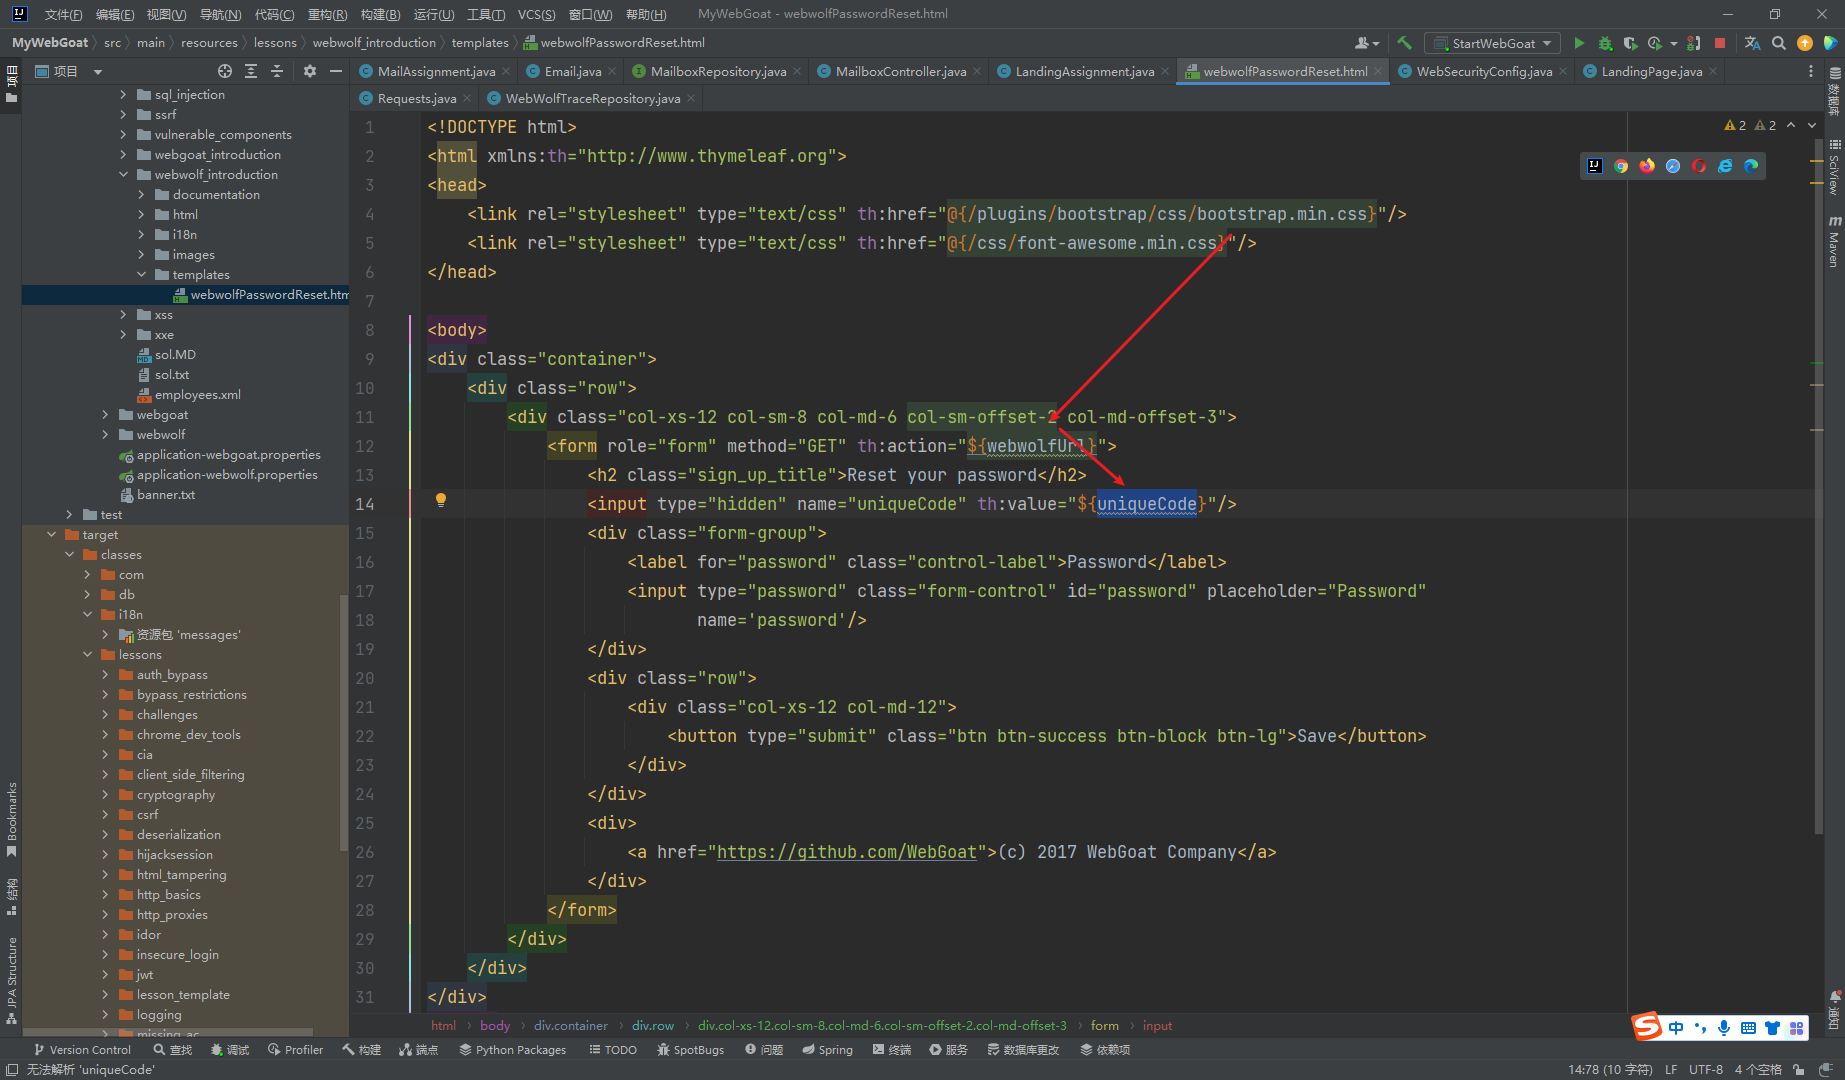 文件(F) 编辑(E) 视图(V) 导航(N) 代码(C) 重构(R) 构建(B) 运行(U) 工具(T) VCS(S) 窗口(W) 帮助(H) MyWebGoat - webwolfPasswordReset.html
MyWebGoat src main resources lessons webwolf_introduction templates webwolfPasswordReset.html StartWebGoat
项目
MailAssignment.java Email.java MailboxRepository.java MailboxController.java LandingAssignment.java webwolfPasswordReset.html WebSecurityConfig.java LandingPage.java
Requests.java WebWolfTraceRepository.java
项目
Bookmarks
结构
JPA Structure
sql_injection
ssrf
vulnerable_components
webgoat_introduction
webwolf_introduction
documentation
html
i18n
images
templates
webwolfPasswordReset.htm
xss
xxe
sol.MD
sol.txt
employees.xml
webgoat
webwolf
application-webgoat.properties
application-webwolf.properties
banner.txt
test
target
classes
com
db
i18n
资源包 'messages'
lessons
auth_bypass
bypass_restrictions
challenges
chrome_dev_tools
cia
client_side_filtering
cryptography
csrf
deserialization
hijacksession
html_tampering
http_basics
http_proxies
idor
insecure_login
jwt
lesson_template
logging
missing_ac
1 <!DOCTYPE html>
2 <html xmlns:th="http://www.thymeleaf.org">
3 <head>
4 <link rel="stylesheet" type="text/css" th:href="@{/plugins/bootstrap/css/bootstrap.min.css}"/>
5 <link rel="stylesheet" type="text/css" th:href="@{/css/font-awesome.min.css}"/>
6 </head>
7
8 <body>
9 <div class="container">
10 <div class="row">
11 <div class="col-xs-12 col-sm-8 col-md-6 col-sm-offset-2 col-md-offset-3">
12 <form role="form" method="GET" th:action="${webwolfUrl}">
13 <h2 class="sign_up_title">Reset your password</h2>
14 <input type="hidden" name="uniqueCode" th:value="${uniqueCode}"/>
15 <div class="form-group">
16 <label for="password" class="control-label">Password</label>
17 <input type="password" class="form-control" id="password" placeholder="Password"
18 name='password'/>
19 </div>
20 <div class="row">
21 <div class="col-xs-12 col-md-12">
22 <button type="submit" class="btn btn-success btn-block btn-lg">Save</button>
23 </div>
24 </div>
25 <div>
26 <a href="https://github.com/WebGoat">(c) 2017 WebGoat Company</a>
27 </div>
28 </form>
29 </div>
30 </div>
31 </div>
2 2
数据库
SciView
Maven
通知
html body div.container div.row div.col-xs-12.col-sm-8.col-md-6.col-sm-offset-2.col-md-offset-3 form input
中
Version Control 查找 调试 Profiler 构建 端点 Python Packages TODO SpotBugs 问题 Spring 终端 服务 数据库更改 依赖项
无法解析 'uniqueCode' 14:78 (10 字符) LF UTF-8 4 个空格